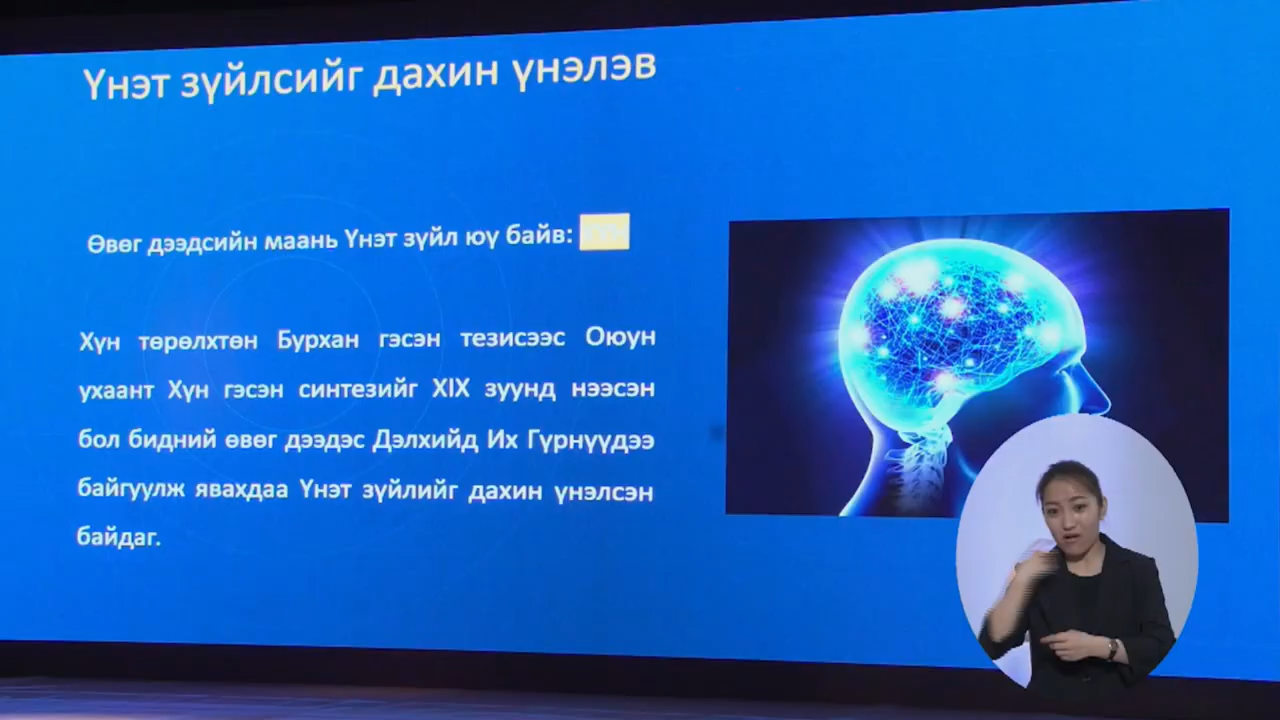 Үнэт зүйлсийг дахин үнэлэв
Өвөг дээдсийн маань Үнэт зүйл юү байв:
Хүн төрөлхтөн Бурхан гэсэн тезисээс Оюун
ухаант Хүн гэсэн синтезийг XIX зуунд нээсэн
бол бидний өвөг дээдэс Дэлхийд Их Гүрнүүдээ
байгуулж явахдаа Үнэт зүйлийг дахин үнэлсэн
байдаг.